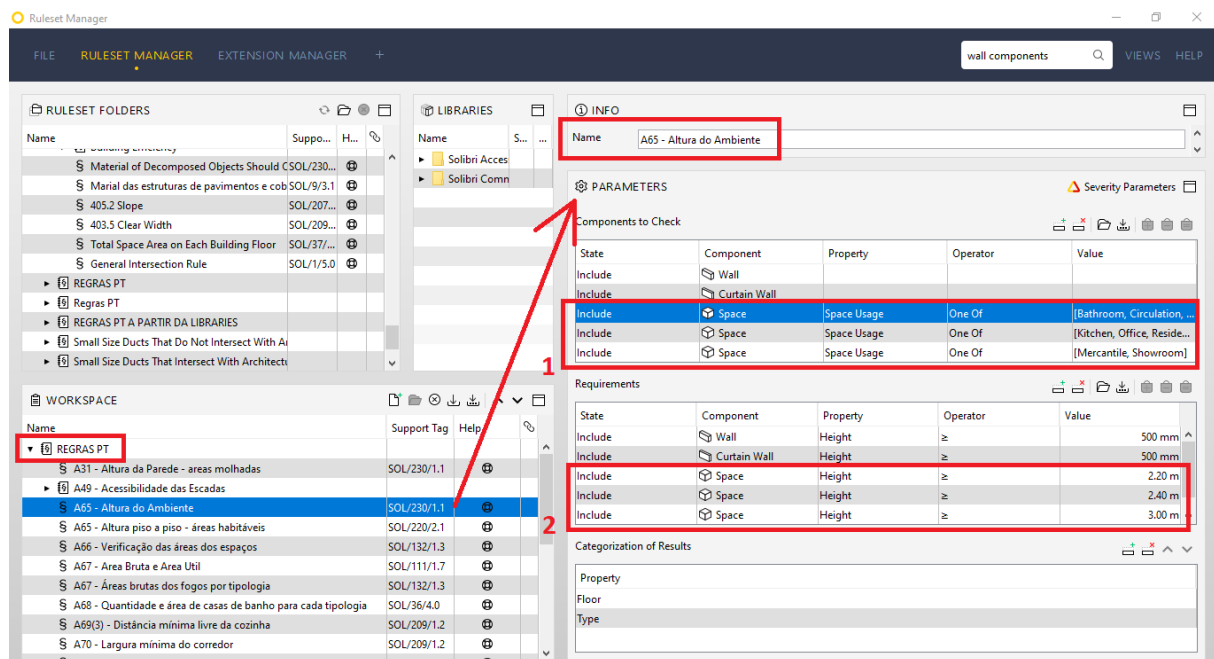 Ruleset Manager
FILE RULESET MANAGER EXTENSION MANAGER +
wall components
VIEWS HELP
RULESET FOLDERS
Name Suppo... H...
Material of Decomposed Objects Should C SOL/230...
Marial das estruturas de pavimentos e cob SOL/9/3.1
405.2 Slope SOL/207...
403.5 Clear Width SOL/209...
Total Space Area on Each Building Floor SOL/37/...
General Intersection Rule SOL/1/5.0
REGRAS PT
Regras PT
REGRAS PT A PARTIR DA LIBRARIES
Small Size Ducts That Do Not Intersect With Ar
Small Size Ducts That Intersect With Architectu
LIBRARIES
Name S... ...
Solibri Acces
Solibri Comn
WORKSPACE
Name Support Tag Help
REGRAS PT
§ A31 - Altura da Parede - areas molhadas SOL/230/1.1
A49 - Acessibilidade das Escadas
§ A65 - Altura do Ambiente SOL/230/1.1
§ A65 - Altura piso a piso - áreas habitáveis SOL/220/2.1
§ A66 - Verificação das áreas dos espaços SOL/132/1.3
§ A67 - Area Bruta e Area Util SOL/111/1.7
§ A67 - Áreas brutas dos fogos por tipologia SOL/132/1.3
§ A68 - Quantidade e área de casas de banho para cada tipologia SOL/36/4.0
§ A69(3) - Distância mínima livre da cozinha SOL/209/1.2
§ A70 - Largura mínima do corredor SOL/209/1.2
INFO
Name A65 - Altura do Ambiente
PARAMETERS
Severity Parameters
Components to Check
State Component Property Operator Value
Include Wall
Include Curtain Wall
Include Space Space Usage One Of [Bathroom, Circulation, ...
Include Space Space Usage One Of [Kitchen, Office, Reside...
Include Space Space Usage One Of [Mercantile, Showroom]
1
Requirements
State Component Property Operator Value
Include Wall Height ≥ 500 mm
Include Curtain Wall Height ≥ 500 mm
Include Space Height ≥ 2.20 m
Include Space Height ≥ 2.40 m
Include Space Height ≥ 3.00 m
2
Categorization of Results
Property
Floor
Type